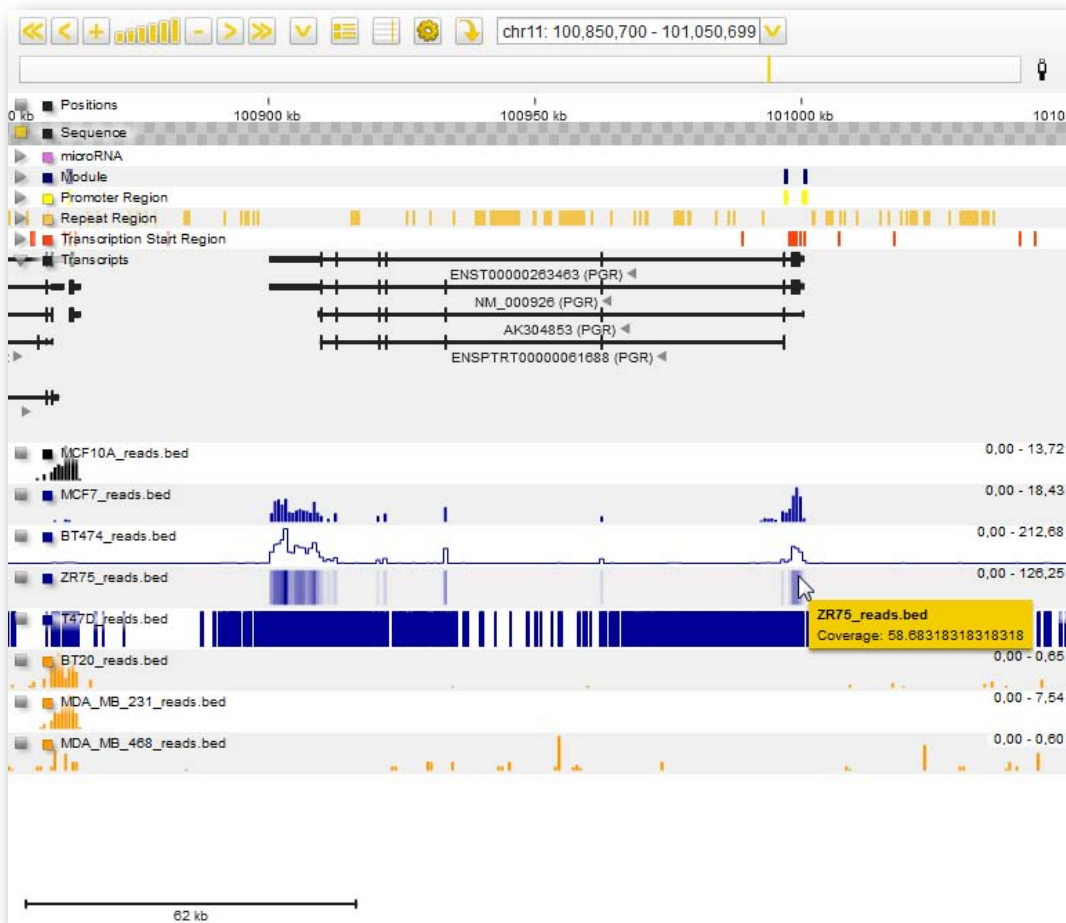 chr11: 100,850,700 - 101,050,699
Positions
0 kb 100900 kb 100950 kb 101000 kb 1010
Sequence
microRNA
Module
Promoter Region
Repeat Region
Transcription Start Region
Transcripts
ENST00000263463 (PGR)
NM_000926 (PGR)
AK304853 (PGR)
ENSPTRT00000061688 (PGR)
MCF10A_reads.bed 0,00 - 13,72
MCF7_reads.bed 0,00 - 18,43
BT474_reads.bed 0,00 - 212,68
ZR75_reads.bed 0,00 - 126,25
T47D_reads.bed
ZR75_reads.bed
Coverage: 58.68318318318318
BT20_reads.bed 0,00 - 0,65
MDA_MB_231_reads.bed 0,00 - 7,54
MDA_MB_468_reads.bed 0,00 - 0,60
62 kb